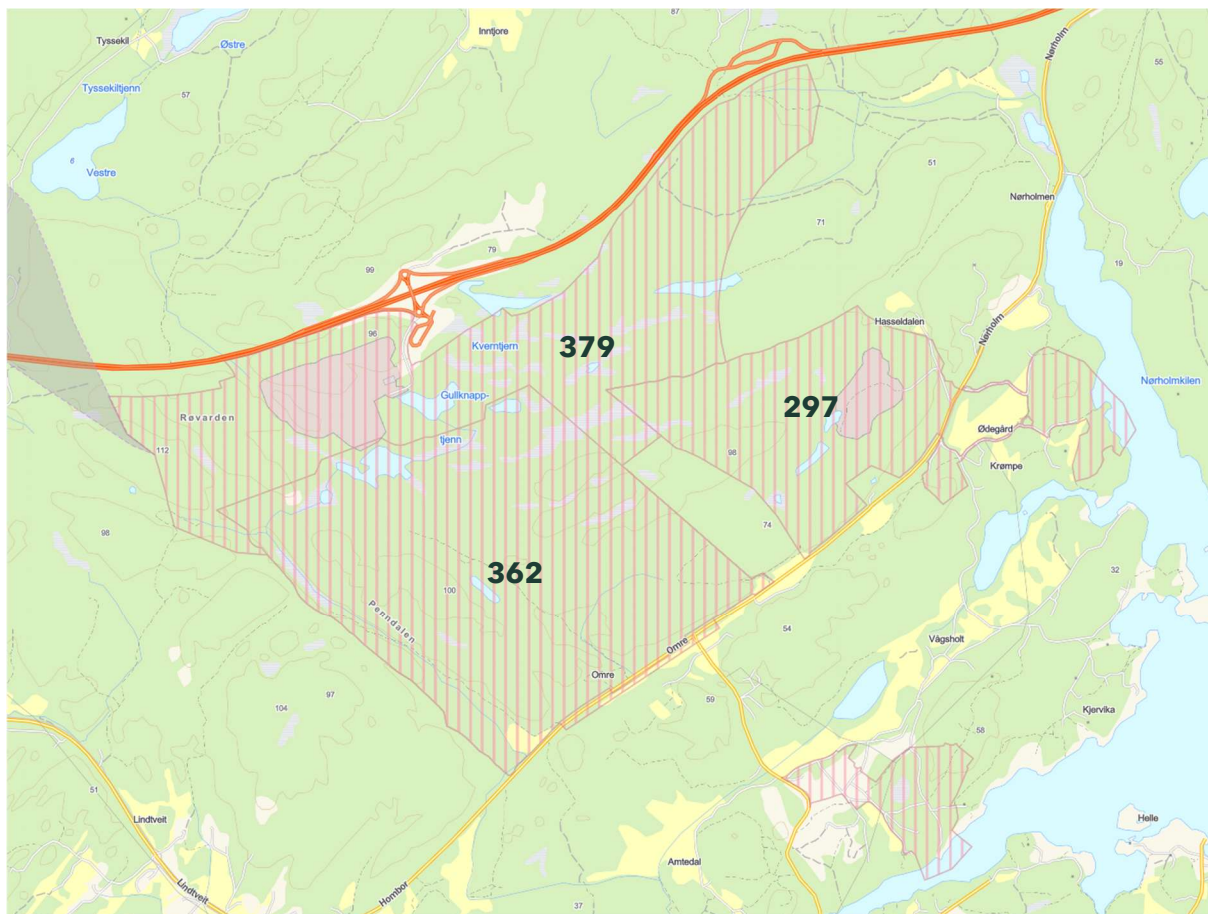 87
Tyssekil
Østre
Inntjore
Nørholm
55
Tyssekiltjenn
57
6
Vestre
51
Nørholmen
71
79
19
99
Hasseldalen
96
Kverntjern
379
Nørholm
Nørholmkilen
Gullknapp-
297
Røvarden
tjenn
Ødegård
112
98
Krømpe
98
74
362
100
32
Penndalen
54
Vågsholt
Omre
Omre
97
59
104
Kjervika
58
51
Lindtveit
Helle
Amtedal
Lindtveit
Hombor
37